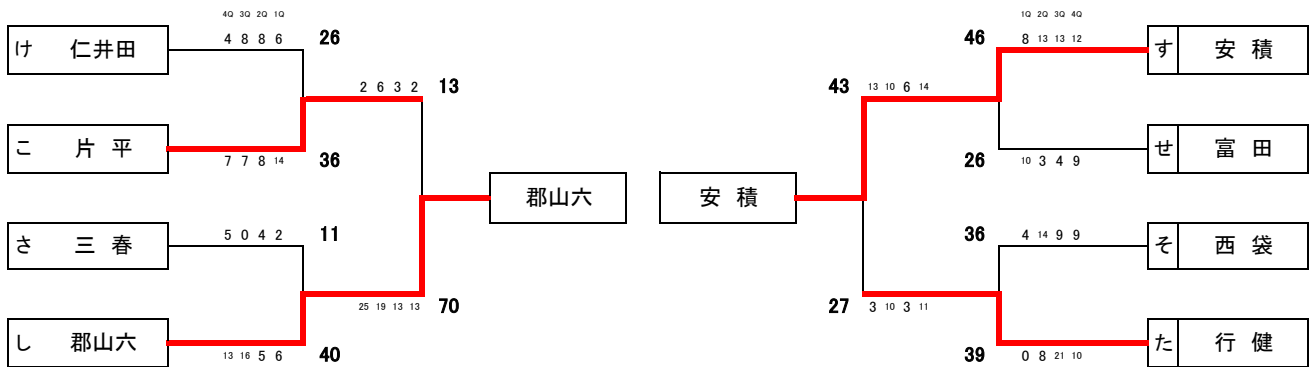 4Q 3Q 2Q 1Q
け 仁井田 4 8 8 6 26
2 6 3 2 13
こ 片 平 7 7 8 14 36
郡山六
さ 三 春 5 0 4 2 11
25 19 13 13 70
し 郡山六 13 16 5 6 40
1Q 2Q 3Q 4Q
46 8 13 13 12 す 安 積
43 13 10 6 14
26 10 3 4 9 せ 富 田
安 積
36 4 14 9 9 そ 西 袋
27 3 10 3 11
39 0 8 21 10 た 行 健